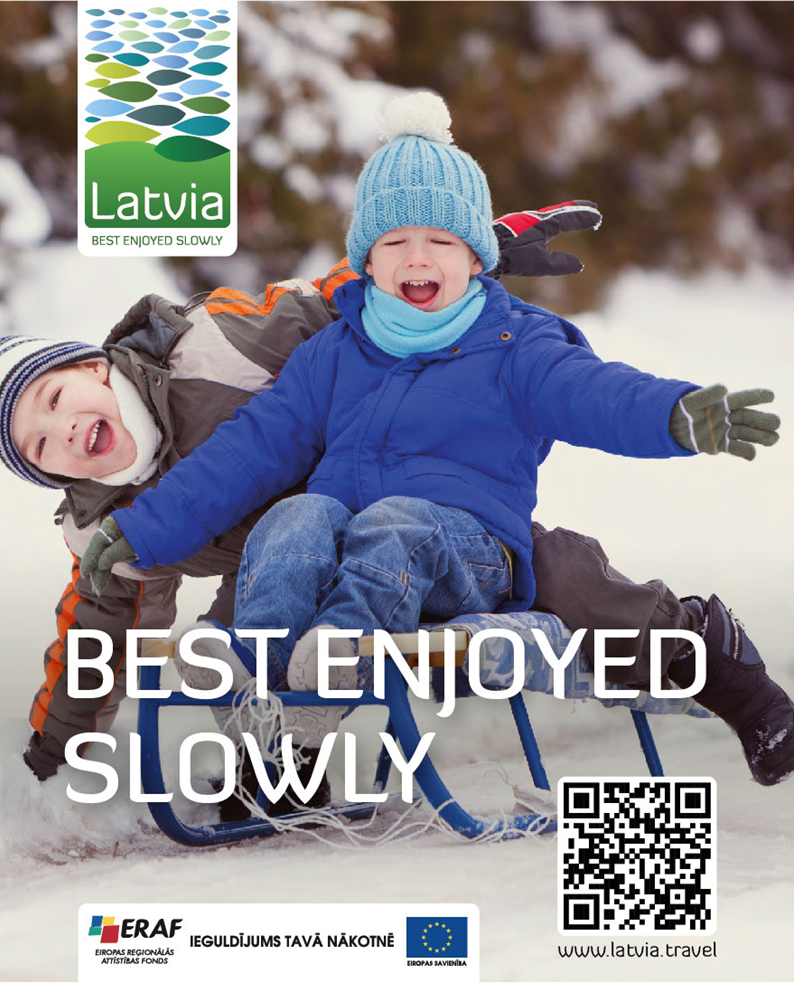 Latvia
BEST ENJOYED SLOWLY
BEST ENJOYED
SLOWLY
www.latvia.travel
ERAF
EIROPAS REĢIONĀLĀS
ATTĪSTĪBAS FONDS
IEGULDĪJUMS TAVĀ NĀKOTNĒ
EIROPAS SAVIENĪBA